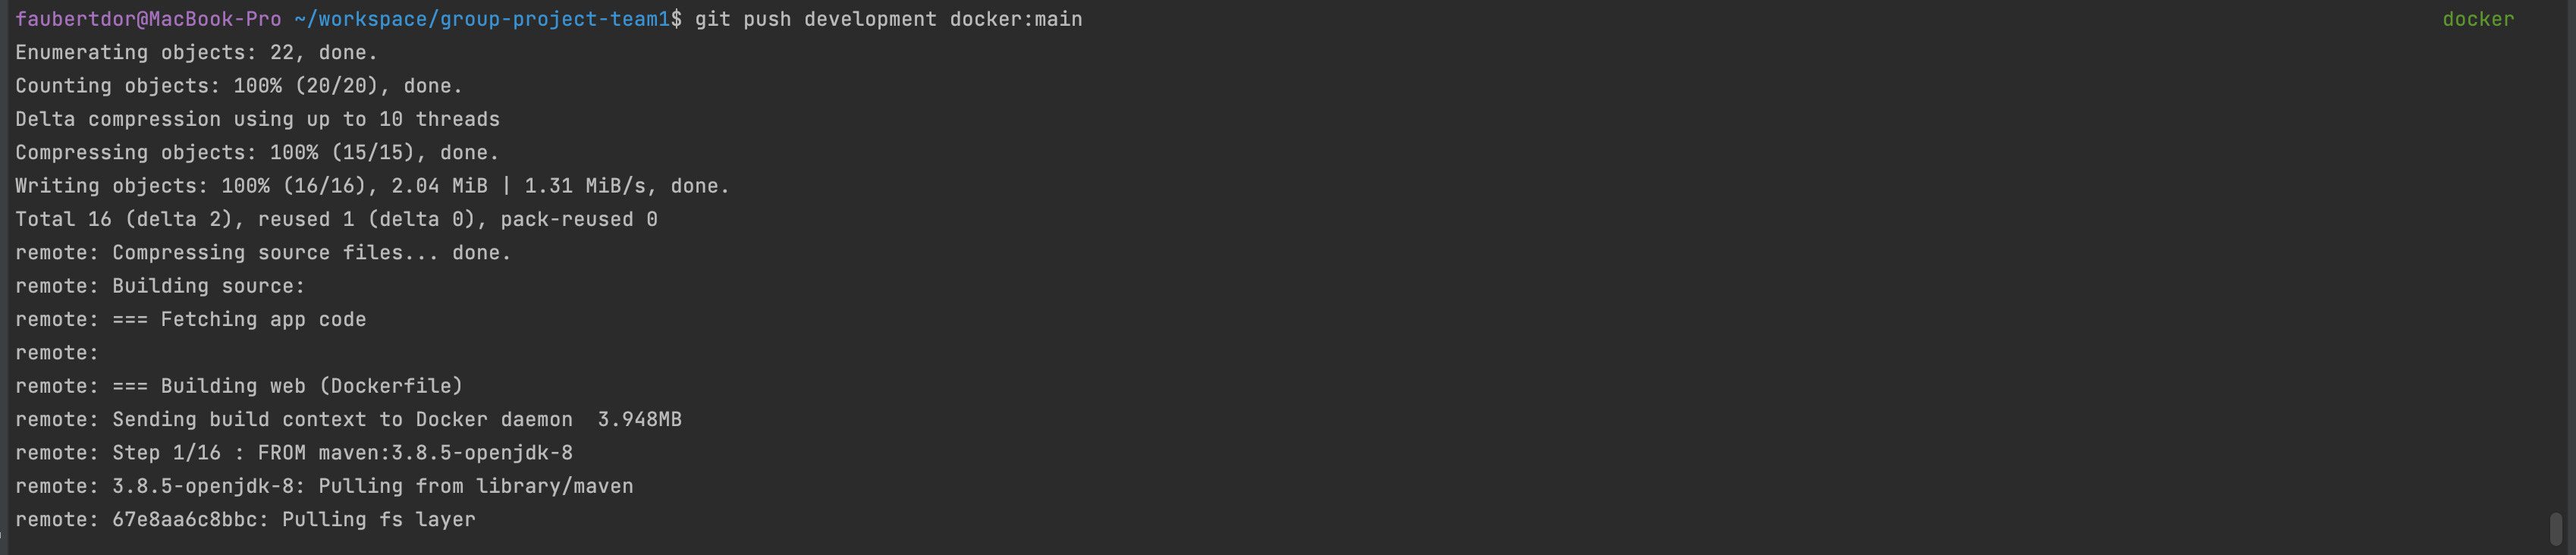 faubertdor@MacBook-Pro ~/workspace/group-project-team1$ git push development docker:main docker
Enumerating objects: 22, done.
Counting objects: 100% (20/20), done.
Delta compression using up to 10 threads
Compressing objects: 100% (15/15), done.
Writing objects: 100% (16/16), 2.04 MiB | 1.31 MiB/s, done.
Total 16 (delta 2), reused 1 (delta 0), pack-reused 0
remote: Compressing source files... done.
remote: Building source:
remote: === Fetching app code
remote:
remote: === Building web (Dockerfile)
remote: Sending build context to Docker daemon  3.948MB
remote: Step 1/16 : FROM maven:3.8.5-openjdk-8
remote: 3.8.5-openjdk-8: Pulling from library/maven
remote: 67e8aa6c8bbc: Pulling fs layer